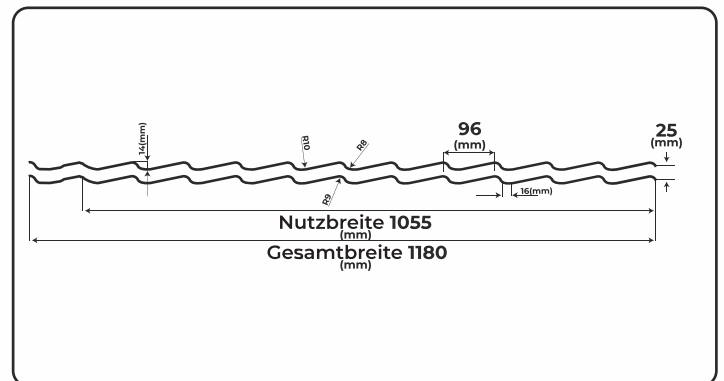 14(mm)
R10
R8
96
(mm)
25
(mm)
R9
16(mm)
Nutzbreite 1055
(mm)
Gesamtbreite 1180
(mm)